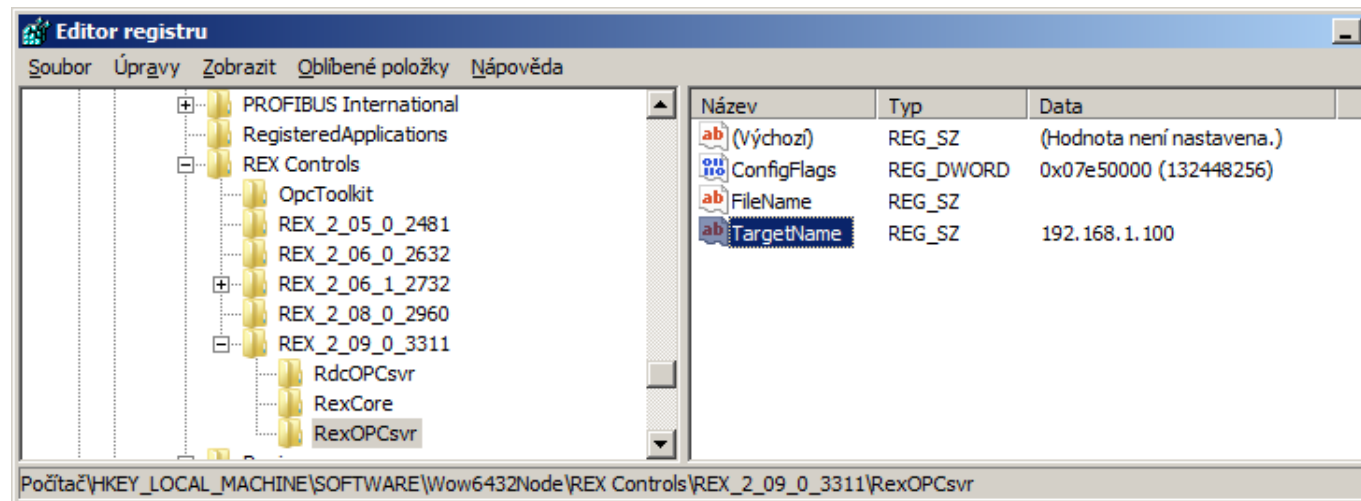 Editor registru
Soubor Úpravy Zobrazit Oblíbené položky Nápověda
PROFIBUS International
RegisteredApplications
REX Controls
OpcToolkit
REX_2_05_0_2481
REX_2_06_0_2632
REX_2_06_1_2732
REX_2_08_0_2960
REX_2_09_0_3311
RdcOPCsvr
RexCore
RexOPCsvr
Název Typ Data
(Výchozí) REG_SZ (Hodnota není nastavena.)
ConfigFlags REG_DWORD 0x07e50000 (132448256)
FileName REG_SZ
TargetName REG_SZ 192.168.1.100
Počítač\HKEY_LOCAL_MACHINE\SOFTWARE\Wow6432Node\REX Controls\REX_2_09_0_3311\RexOPCsvr